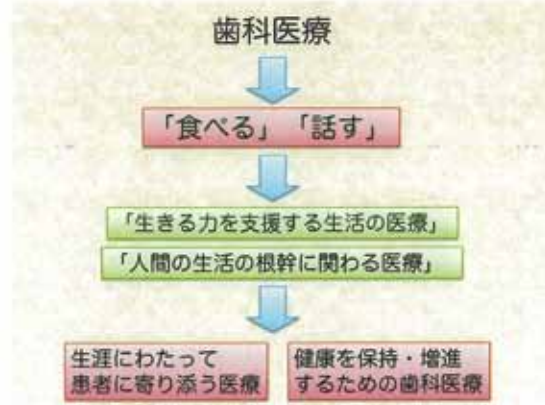 歯科医療
「食べる」「話す」
「生きる力を支援する生活の医療」
「人間の生活の根幹に関わる医療」
生涯にわたって
患者に寄り添う医療
健康を保持・増進
するための歯科医療